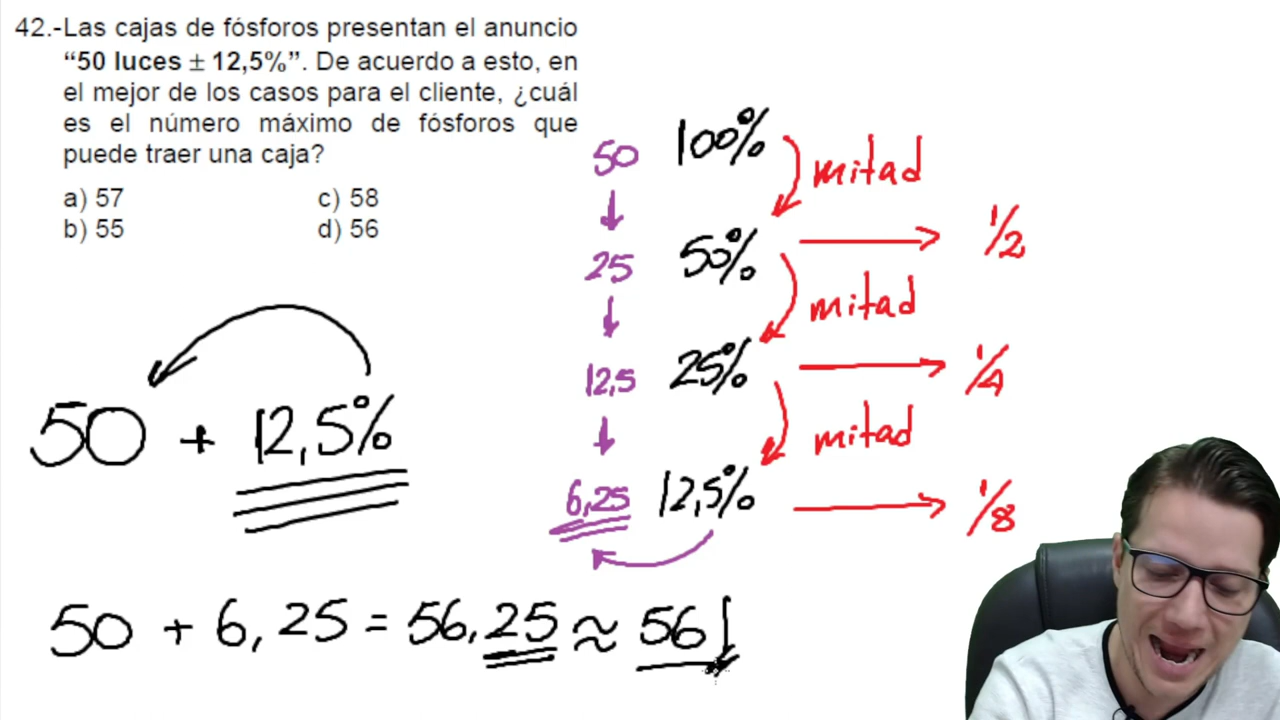 42.-Las cajas de fósforos presentan el anuncio
“50 luces ± 12,5%”. De acuerdo a esto, en
el mejor de los casos para el cliente, ¿cuál
es el número máximo de fósforos que
puede traer una caja?
a) 57 c) 58
b) 55 d) 56
50 100% mitad
25 50% 1/2
mitad
12,5 25% 1/4
mitad
6,25 12,5% 1/8
50 + 12,5%
50 + 6,25 = 56,25 ≈ 56